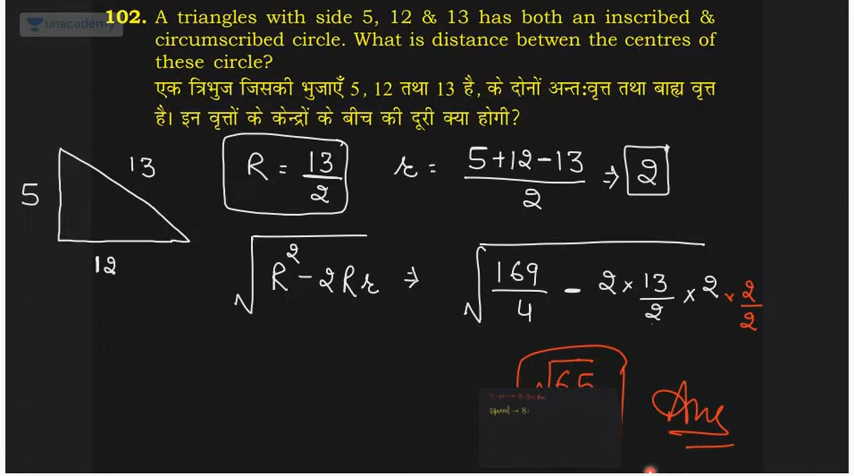 unacademy
102. A triangles with side 5, 12 & 13 has both an inscribed &
circumscribed circle. What is distance betwen the centres of
these circle?
एक त्रिभुज जिसकी भुजाएँ 5, 12 तथा 13 है, के दोनों अन्त:वृत्त तथा बाह्य वृत्त
है। इन वृत्तों के केन्द्रों के बीच की दूरी क्या होगी?
5
13
12
R = 13/2
r = (5+12-13)/2 ⇒ 2
√(R² - 2Rr) ⇒ √(169/4 - 2 × 13/2 × 2 × 2/2)
√65
Ans